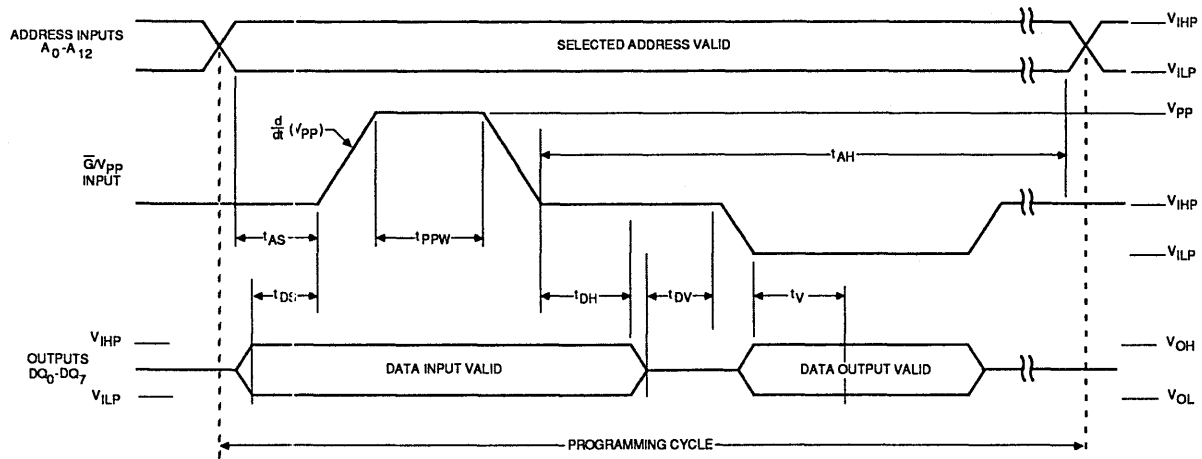 ADDRESS INPUTS
A0-A12
SELECTED ADDRESS VALID
VIHP
VILP
d/dt (VPP)
VPP
tAH
G̅/VPP
INPUT
VIHP
tAS
tPPW
VILP
tDS
tDH
tDV
tV
VIHP
VOH
OUTPUTS
DQ0-DQ7
DATA INPUT VALID
DATA OUTPUT VALID
VILP
VOL
PROGRAMMING CYCLE